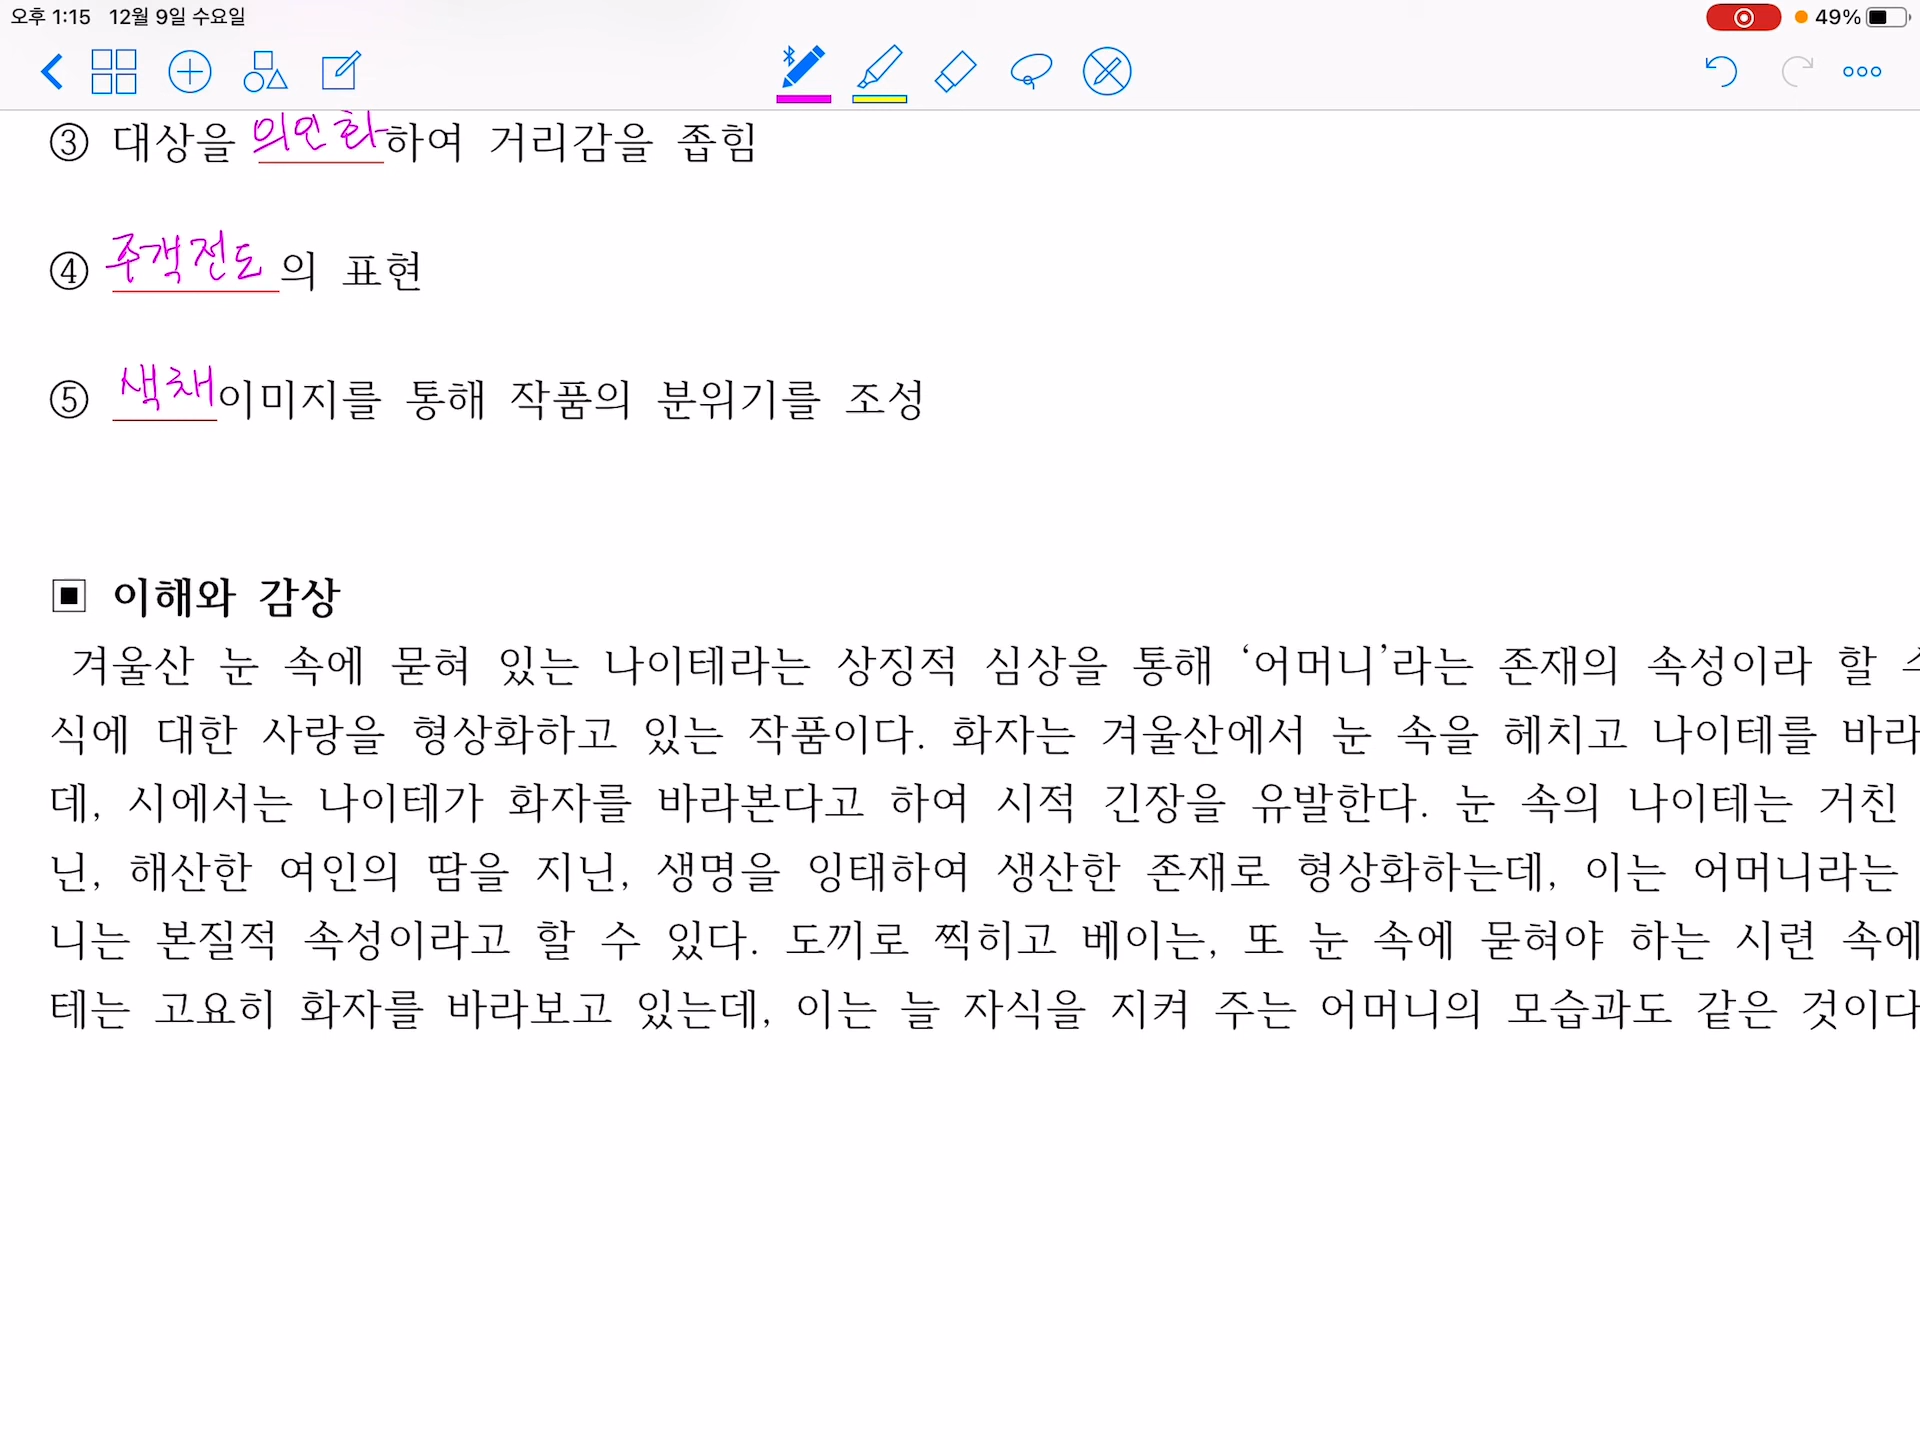 오후 1:15 12월 9일 수요일 49%
③ 대상을 의인화하여 거리감을 좁힘
④ 주객전도의 표현
⑤ 색채이미지를 통해 작품의 분위기를 조성
▣ 이해와 감상
겨울산 눈 속에 묻혀 있는 나이테라는 상징적 심상을 통해 ‘어머니’라는 존재의 속성이라 할
식에 대한 사랑을 형상화하고 있는 작품이다. 화자는 겨울산에서 눈 속을 헤치고 나이테를 바라
데, 시에서는 나이테가 화자를 바라본다고 하여 시적 긴장을 유발한다. 눈 속의 나이테는 거친
닌, 해산한 여인의 땀을 지닌, 생명을 잉태하여 생산한 존재로 형상화하는데, 이는 어머니라는
니는 본질적 속성이라고 할 수 있다. 도끼로 찍히고 베이는, 또 눈 속에 묻혀야 하는 시련 속에
테는 고요히 화자를 바라보고 있는데, 이는 늘 자식을 지켜 주는 어머니의 모습과도 같은 것이다